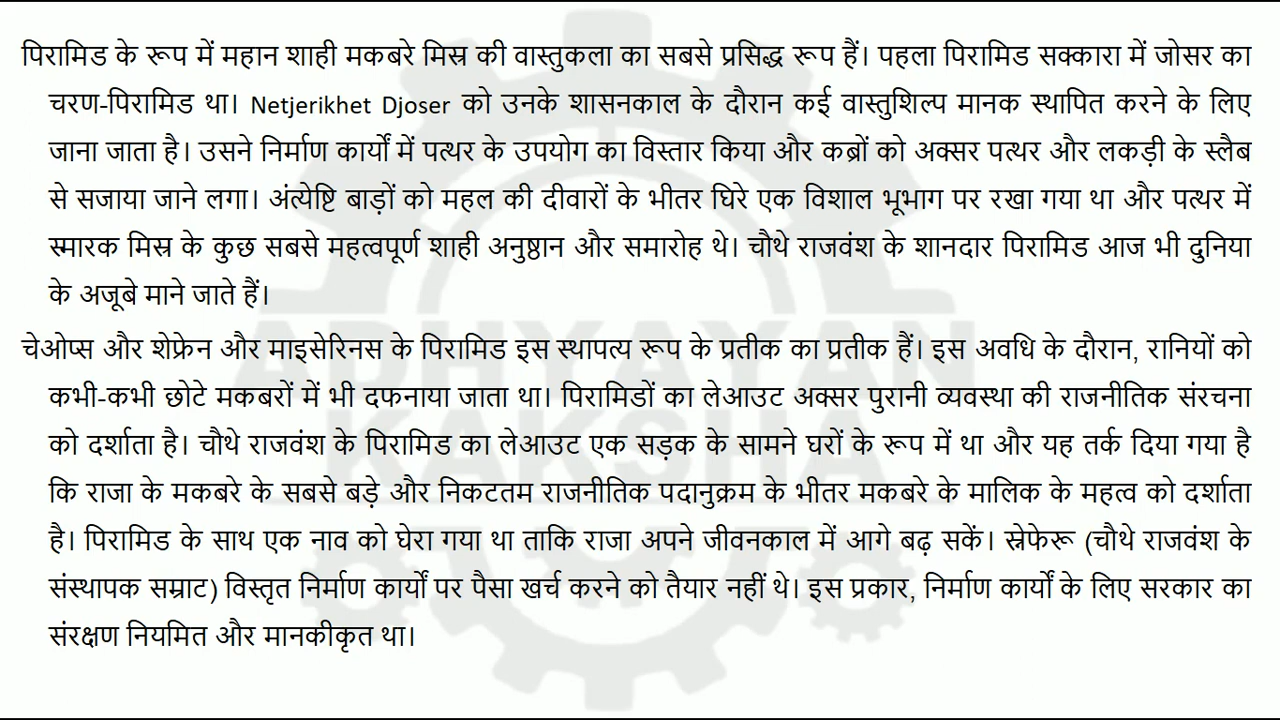 पिरामिड के रूप में महान शाही मकबरे मिस्र की वास्तुकला का सबसे प्रसिद्ध रूप हैं। पहला पिरामिड सक्कारा में जोसर का
चरण-पिरामिड था। Netjerikhet Djoser को उनके शासनकाल के दौरान कई वास्तुशिल्प मानक स्थापित करने के लिए
जाना जाता है। उसने निर्माण कार्यों में पत्थर के उपयोग का विस्तार किया और कब्रों को अक्सर पत्थर और लकड़ी के स्लैब
से सजाया जाने लगा। अंत्येष्टि बाड़ों को महल की दीवारों के भीतर घिरे एक विशाल भूभाग पर रखा गया था और पत्थर में
स्मारक मिस्र के कुछ सबसे महत्वपूर्ण शाही अनुष्ठान और समारोह थे। चौथे राजवंश के शानदार पिरामिड आज भी दुनिया
के अजूबे माने जाते हैं।
चेओप्स और शेफ्रेन और माइसेरिनस के पिरामिड इस स्थापत्य रूप के प्रतीक का प्रतीक हैं। इस अवधि के दौरान, रानियों को
कभी-कभी छोटे मकबरों में भी दफनाया जाता था। पिरामिडों का लेआउट अक्सर पुरानी व्यवस्था की राजनीतिक संरचना
को दर्शाता है। चौथे राजवंश के पिरामिड का लेआउट एक सड़क के सामने घरों के रूप में था और यह तर्क दिया गया है
कि राजा के मकबरे के सबसे बड़े और निकटतम राजनीतिक पदानुक्रम के भीतर मकबरे के मालिक के महत्व को दर्शाता
है। पिरामिड के साथ एक नाव को घेरा गया था ताकि राजा अपने जीवनकाल में आगे बढ़ सकें। स्नेफेरू (चौथे राजवंश के
संस्थापक सम्राट) विस्तृत निर्माण कार्यों पर पैसा खर्च करने को तैयार नहीं थे। इस प्रकार, निर्माण कार्यों के लिए सरकार का
संरक्षण नियमित और मानकीकृत था।
ADHYAYAN
KAKSHA